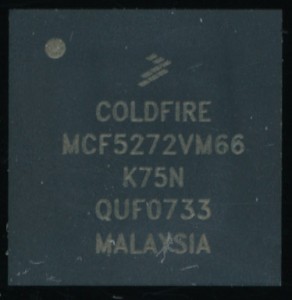 COLDFIRE
MCF5272VM66
K75N
QUF0733
MALAYSIA